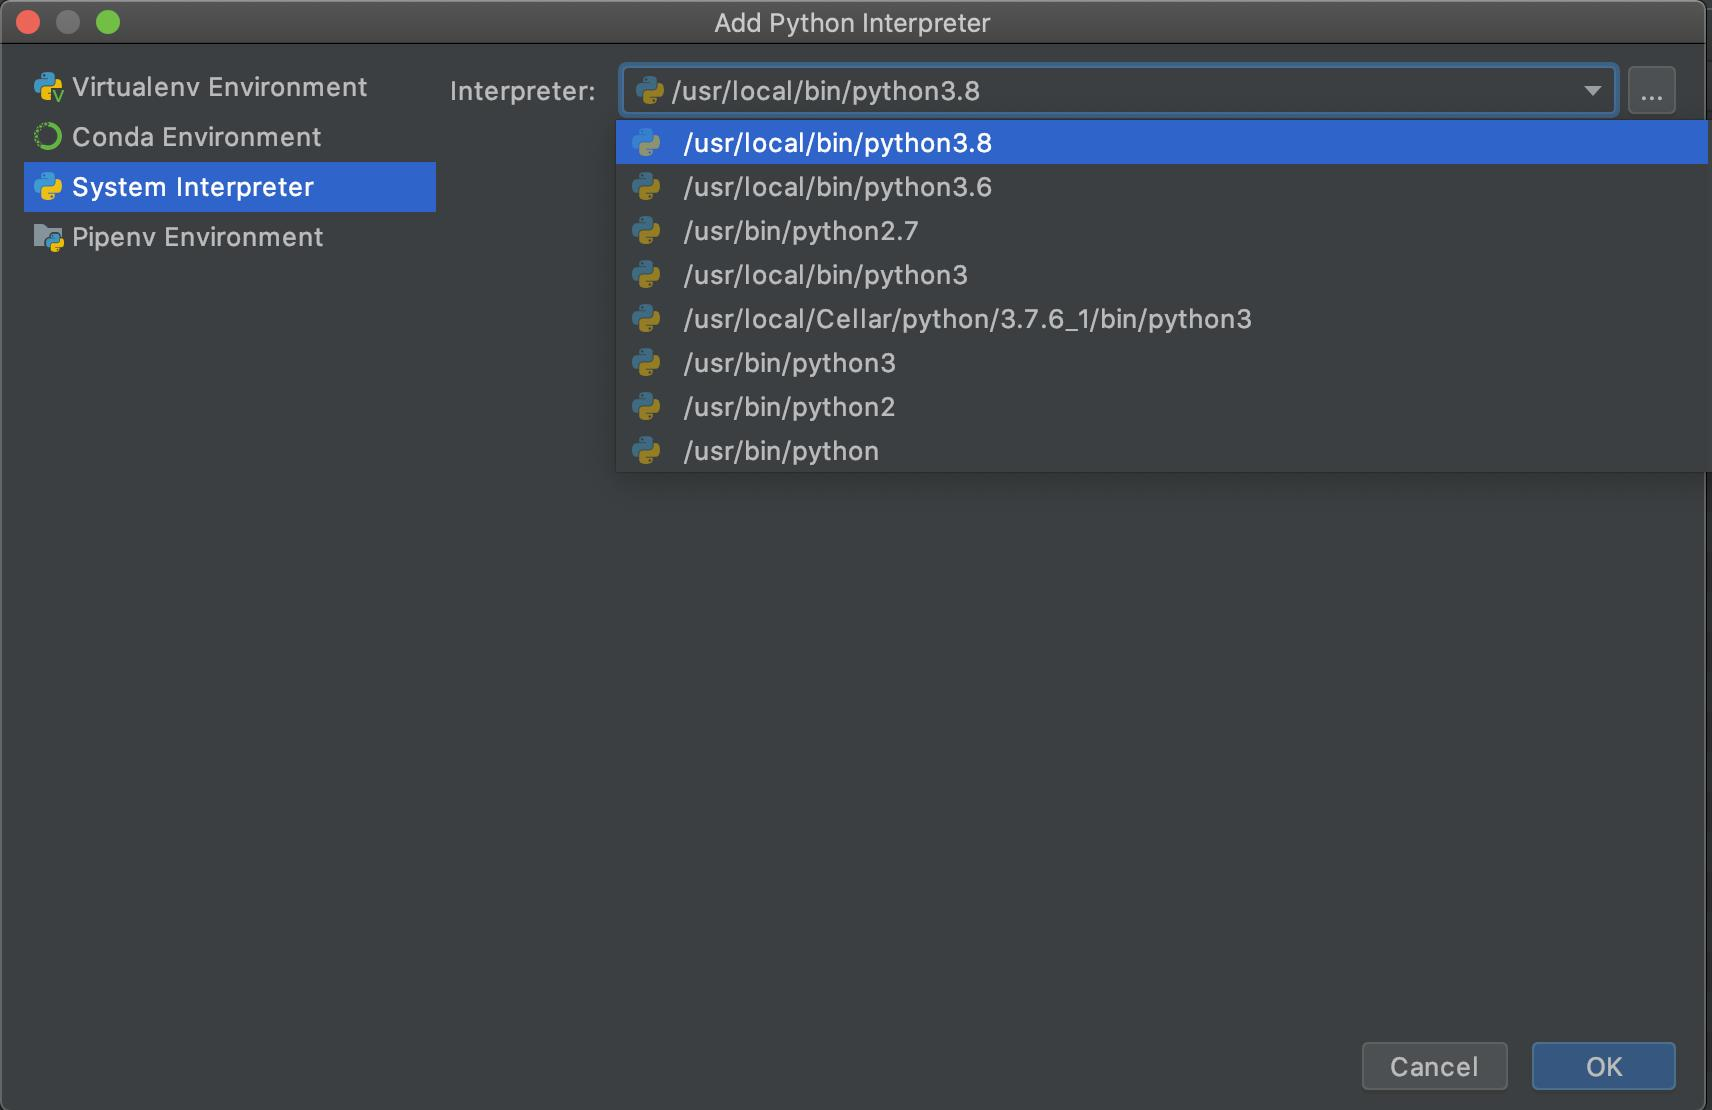 Add Python Interpreter
Virtualenv Environment
Conda Environment
System Interpreter
Pipenv Environment
Interpreter: /usr/local/bin/python3.8
...
/usr/local/bin/python3.8
/usr/local/bin/python3.6
/usr/bin/python2.7
/usr/local/bin/python3
/usr/local/Cellar/python/3.7.6_1/bin/python3
/usr/bin/python3
/usr/bin/python2
/usr/bin/python
Cancel OK